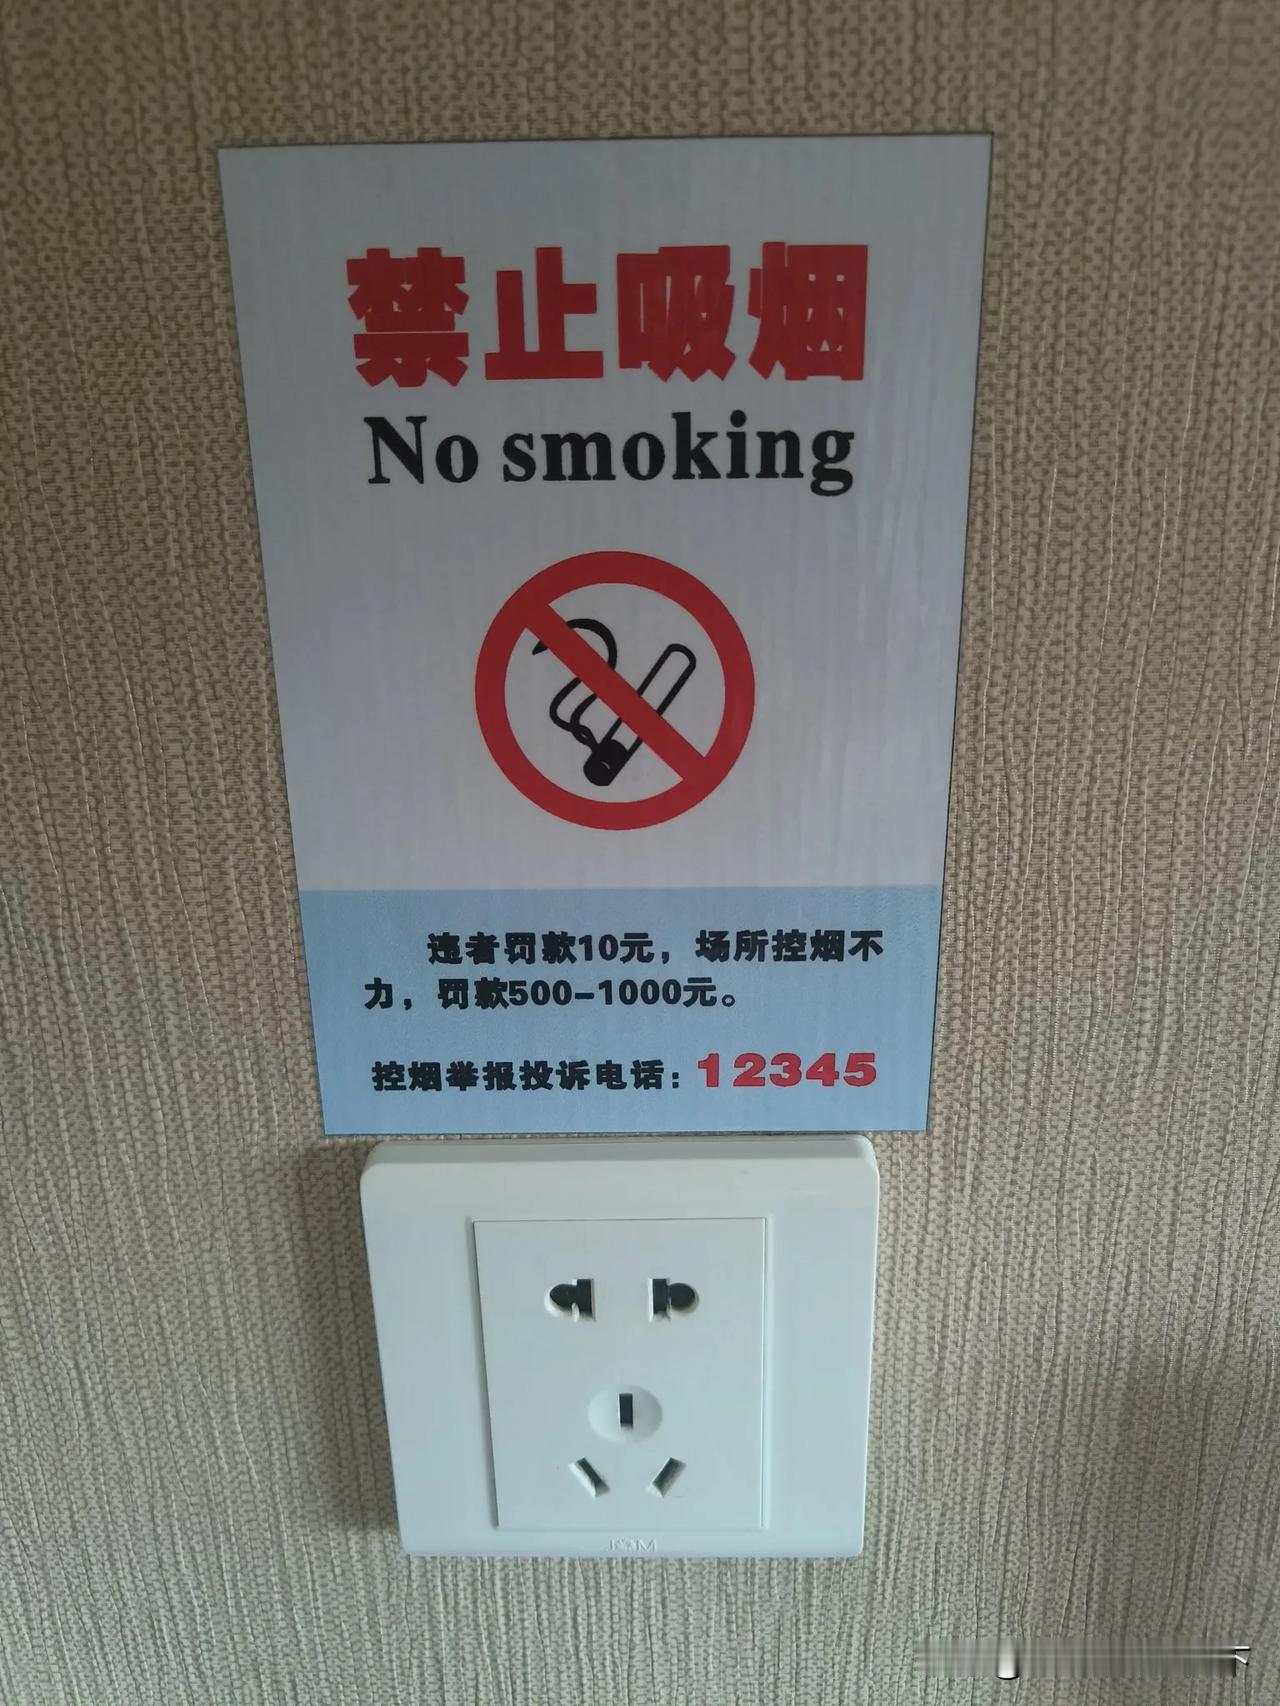 禁止吸烟
No smoking
违者罚款10元，场所控烟不
力，罚款500-1000元。
控烟举报投诉电话：12345